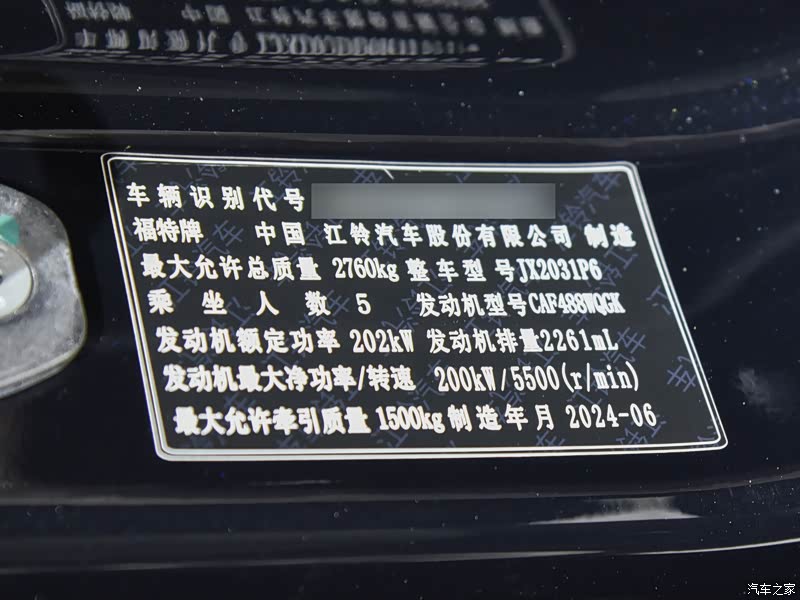 车辆识别代号
福特牌 中国 江铃汽车股份有限公司 制造
最大允许总质量 2760kg 整车型号JX2031P6
乘坐人数 5 发动机型号CAF488WQGK
发动机额定功率 202kW 发动机排量2261mL
发动机最大净功率/转速 200kW/5500(r/min)
最大允许牵引质量 1500kg 制造年月 2024-06
汽车之家